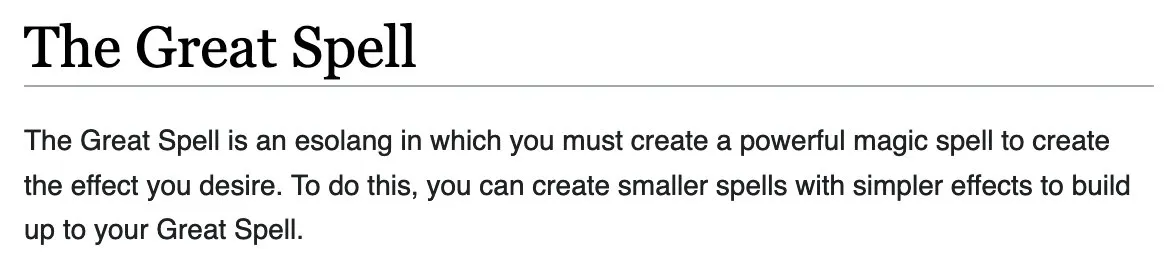 The Great Spell
The Great Spell is an esolang in which you must create a powerful magic spell to create
the effect you desire. To do this, you can create smaller spells with simpler effects to build
up to your Great Spell.